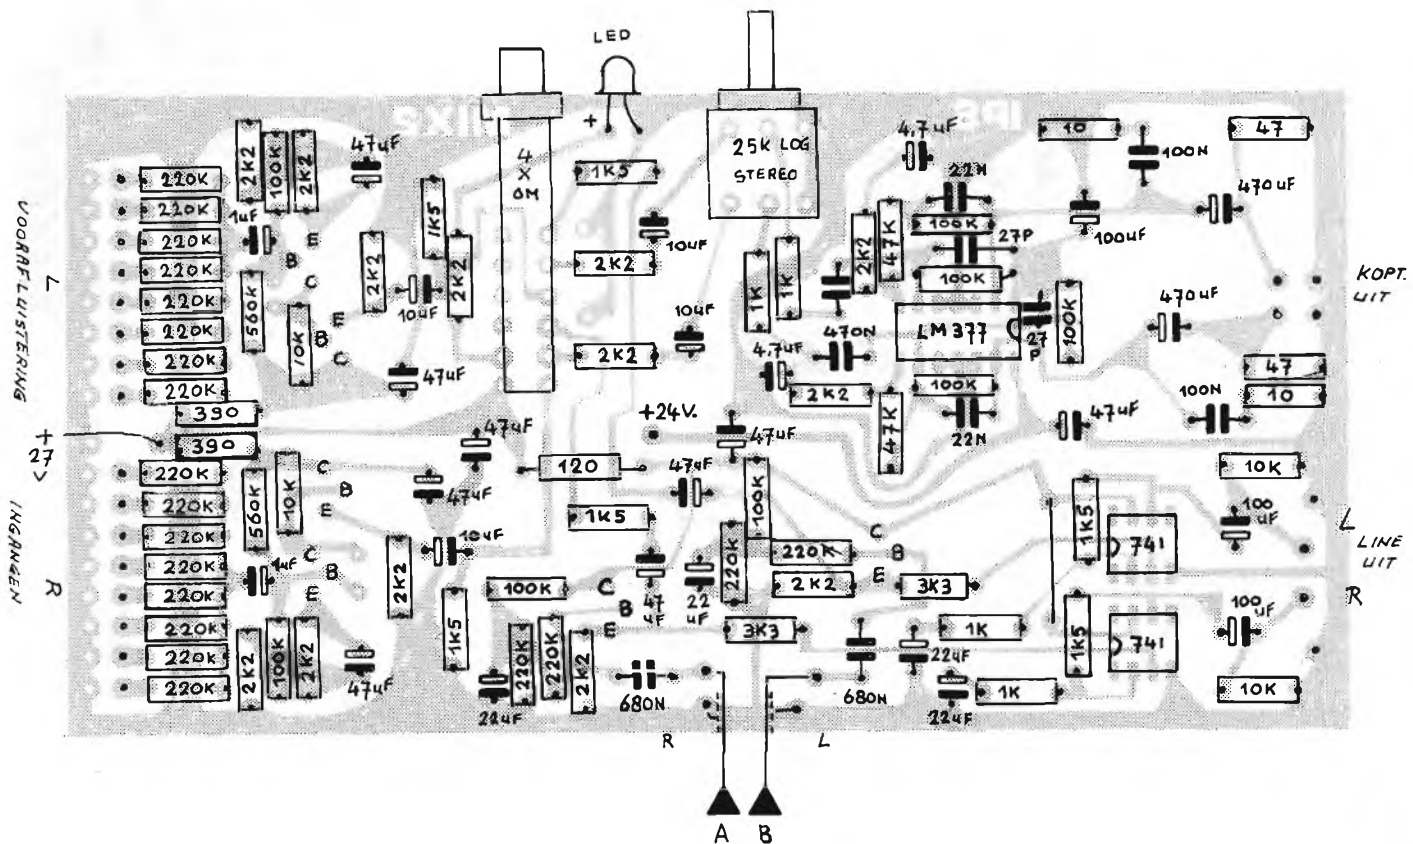 LED
MIX2
IPE
+
4 X OM
25K LOG
STEREO
4,7uF
10
47
100N
47uF
2K2
100K
2K2
220K
1K5
22N
470uF
220K
1uF
1K5
10uF
2K2
47K
100K
27P
100uF
220K
E
B
2K2
2K2
2K2
1K
1K
100K
KOPT.
UIT
VOORAFLUISTERING
L
220K
C
560K
10uF
220K
10K
E
B
C
10uF
470N
LM377
27
P
100K
470uF
220K
220K
47uF
2K2
4,7uF
2K2
100K
47
220K
100N
10
390
+24V.
47uF
47K
22N
47uF
390
+
27
>
47uF
220K
C
B
E
560K
10K
47uF
120
47uF
100K
10K
220K
1K5
C
B
E
1K5
100
uF
L
LINE
UIT
R
INGANGEN
R
220K
10uF
220K
220K
741
220K
1uF
C
B
E
2K2
2K2
3K3
220K
100K
C
B
E
47
uF
22
uF
220K
1K5
220K
220K
2K2
3K3
1K
1K5
741
100
uF
220K
2K2
100K
2K2
47uF
22uF
220K
22uF
680N
680N
22uF
1K
10K
R
L
A
B